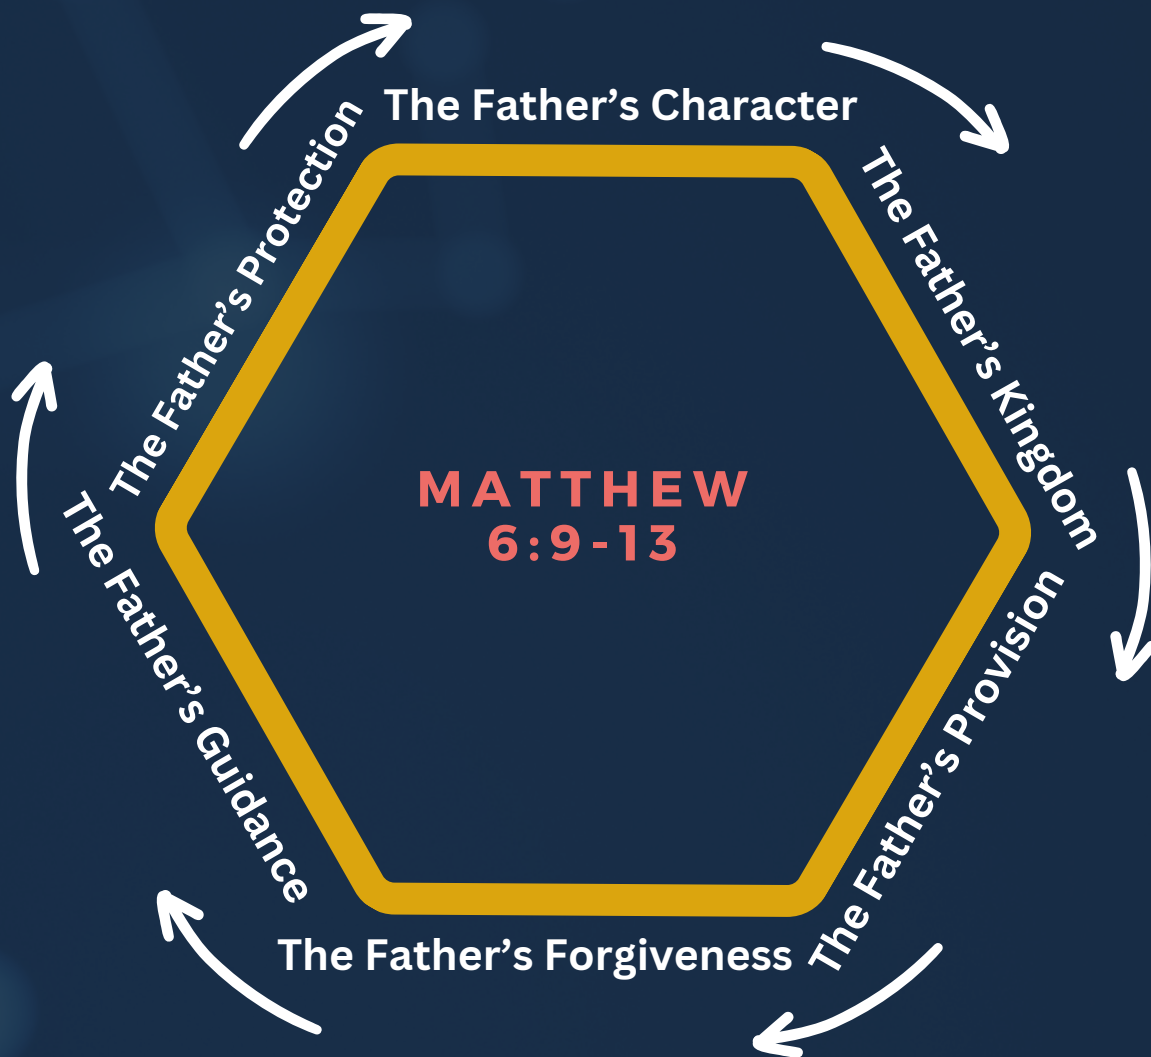 The Father’s Character
The Father’s Kingdom
The Father’s Provision
The Father’s Forgiveness
The Father’s Guidance
The Father’s Protection
MATTHEW
6:9-13